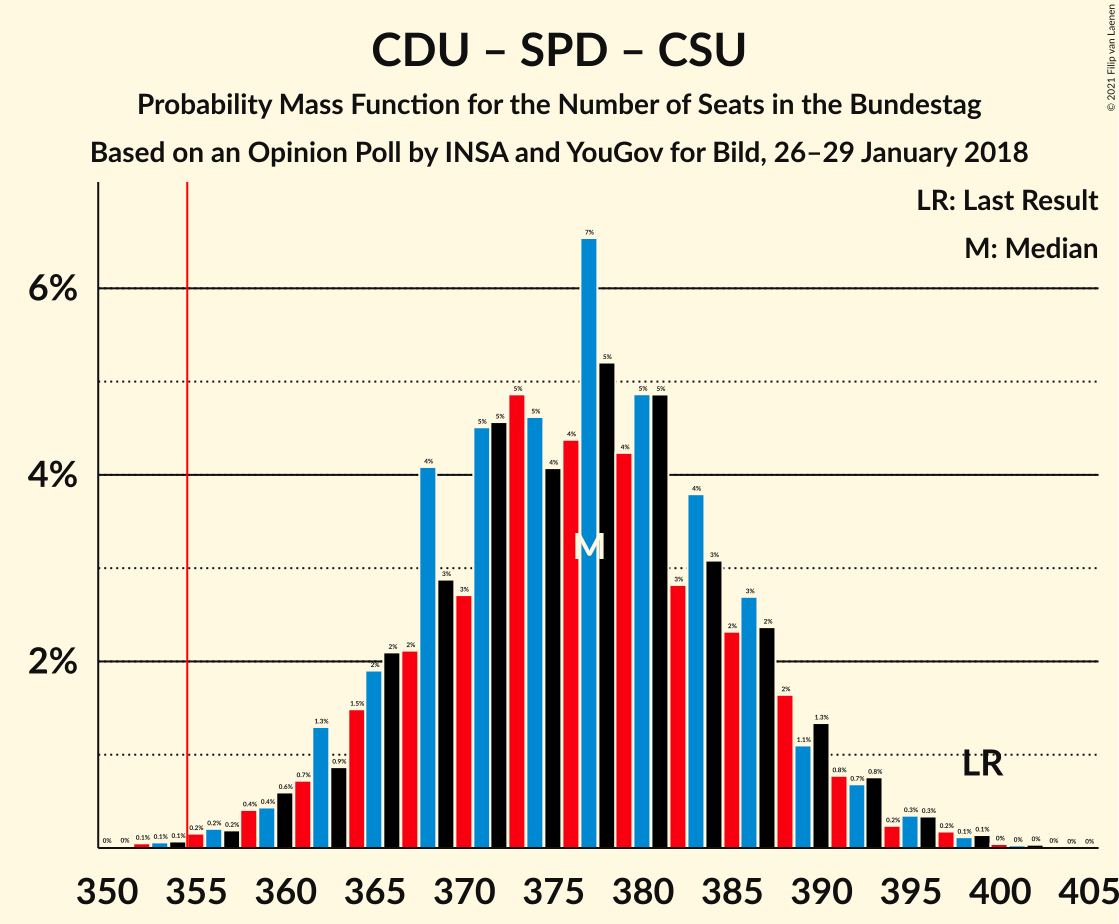 CDU – SPD – CSU
Probability Mass Function for the Number of Seats in the Bundestag
Based on an Opinion Poll by INSA and YouGov for Bild, 26–29 January 2018
© 2021 Filip van Laenen
LR: Last Result
M: Median
6%
4%
2%
0% 0% 0.1% 0.1% 0.1% 0.2% 0.2% 0.2% 0.4% 0.4% 0.6% 0.7% 1.3% 0.9% 1.5% 2% 2% 2% 4% 3% 3% 5% 5% 5% 5% 4% 4% 7% 5% 4% 5% 5% 3% 4% 3% 2% 3% 2% 2% 1.1% 1.3% 0.8% 0.7% 0.8% 0.2% 0.3% 0.3% 0.2% 0.1% 0.1% 0% 0% 0% 0% 0% 0%
M
LR
350 355 360 365 370 375 380 385 390 395 400 405